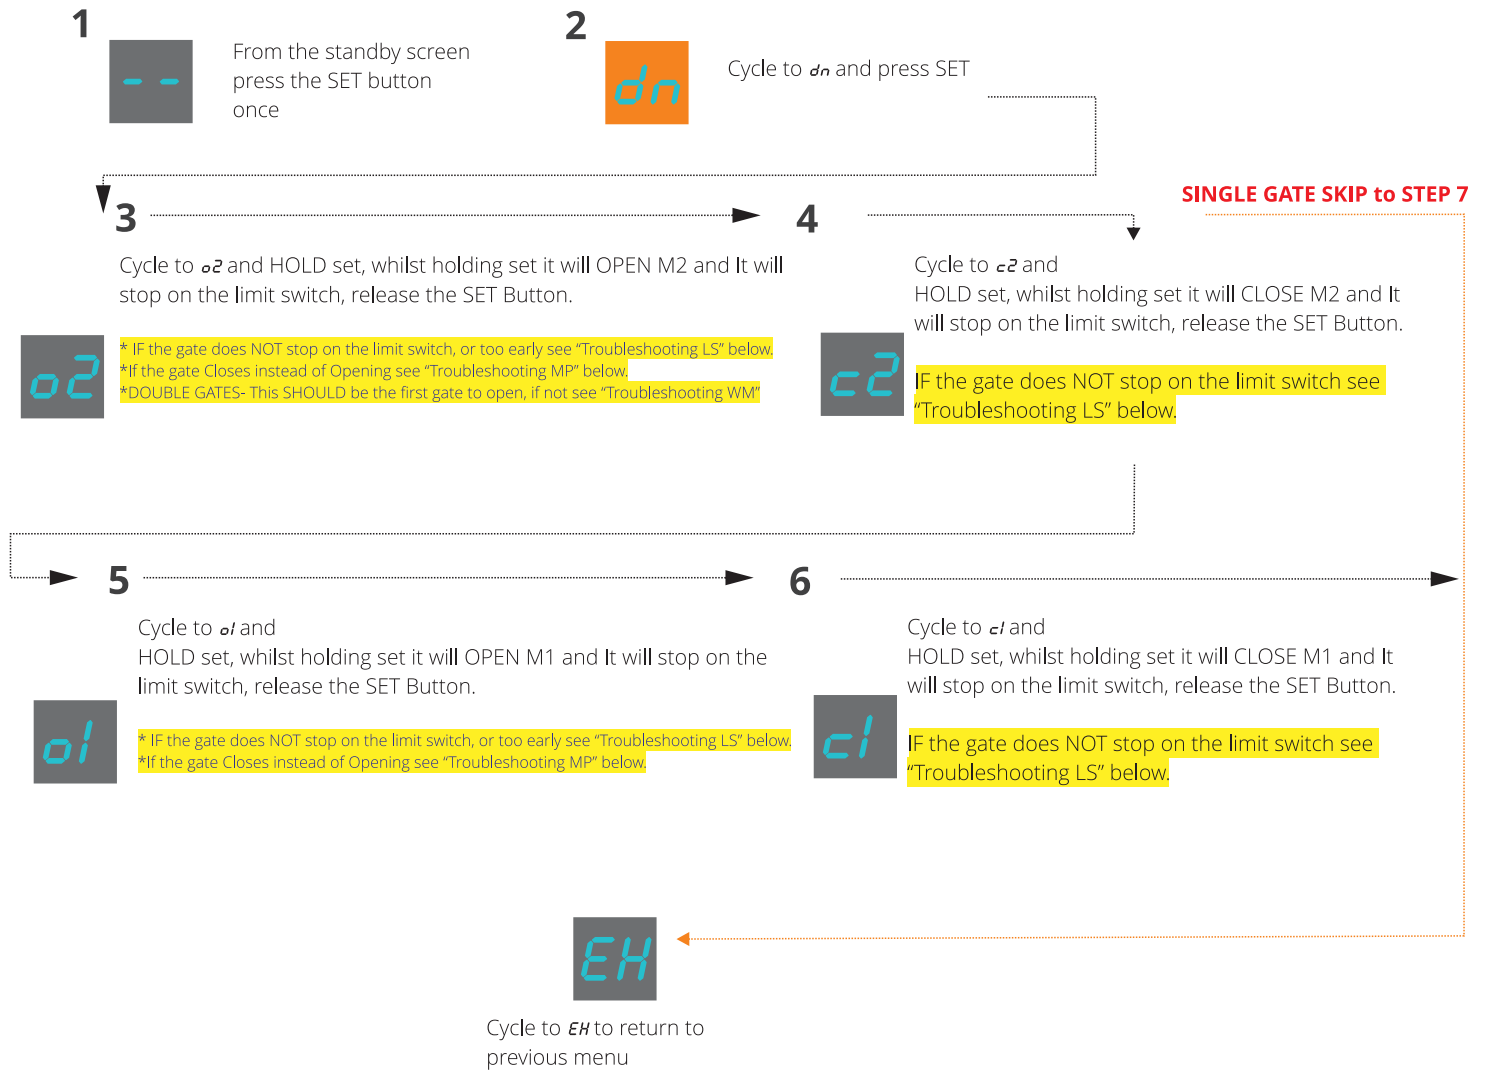 1
--
From the standby screen
press the SET button
once
2
dn
Cycle to dn and press SET
SINGLE GATE SKIP to STEP 7
3
Cycle to o2 and HOLD set, whilst holding set it will OPEN M2 and It will
stop on the limit switch, release the SET Button.
o2
* IF the gate does NOT stop on the limit switch, or too early see “Troubleshooting LS” below.
*If the gate Closes instead of Opening see “Troubleshooting MP” below.
*DOUBLE GATES- This SHOULD be the first gate to open, if not see “Troubleshooting WM”
4
Cycle to c2 and
HOLD set, whilst holding set it will CLOSE M2 and It
will stop on the limit switch, release the SET Button.
c2
IF the gate does NOT stop on the limit switch see
“Troubleshooting LS” below.
5
Cycle to o1 and
HOLD set, whilst holding set it will OPEN M1 and It will stop on the
limit switch, release the SET Button.
o1
* IF the gate does NOT stop on the limit switch, or too early see “Troubleshooting LS” below.
*If the gate Closes instead of Opening see “Troubleshooting MP” below.
6
Cycle to c1 and
HOLD set, whilst holding set it will CLOSE M1 and It
will stop on the limit switch, release the SET Button.
c1
IF the gate does NOT stop on the limit switch see
“Troubleshooting LS” below.
EH
Cycle to EH to return to
previous menu